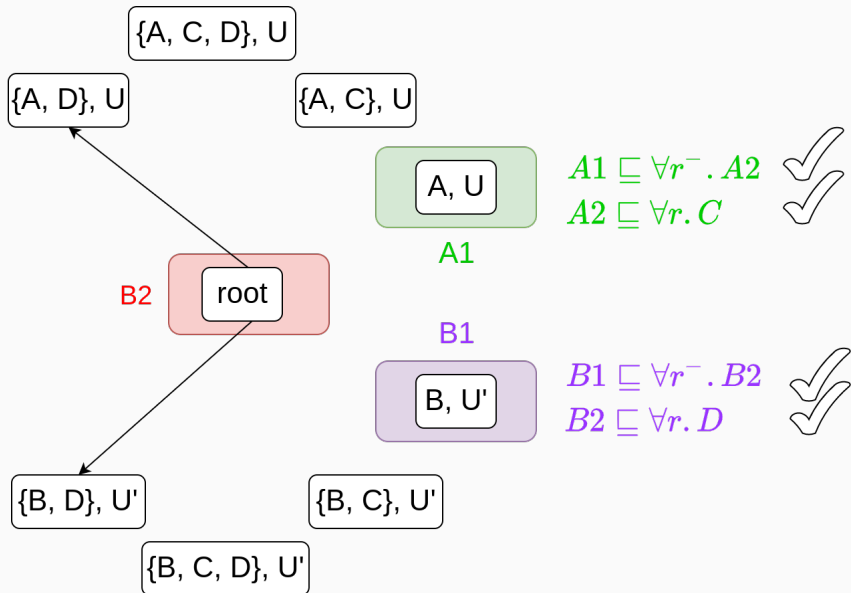 {A, C, D}, U
{A, D}, U
{A, C}, U
A, U
A1 ⊑ ∀r⁻.A2
A2 ⊑ ∀r.C
A1
B2
root
B1
B, U'
B1 ⊑ ∀r⁻.B2
B2 ⊑ ∀r.D
{B, D}, U'
{B, C}, U'
{B, C, D}, U'